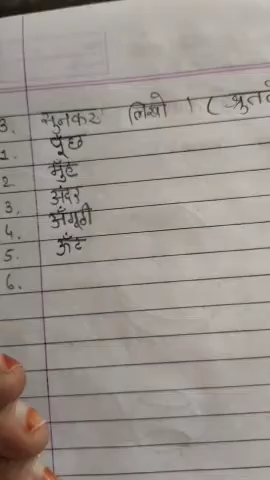 3. सुनकर लिखो । (
1. पूँछ
2. मुँह
3. अंदर
4. अँगूठी
5. ऊँट
6.